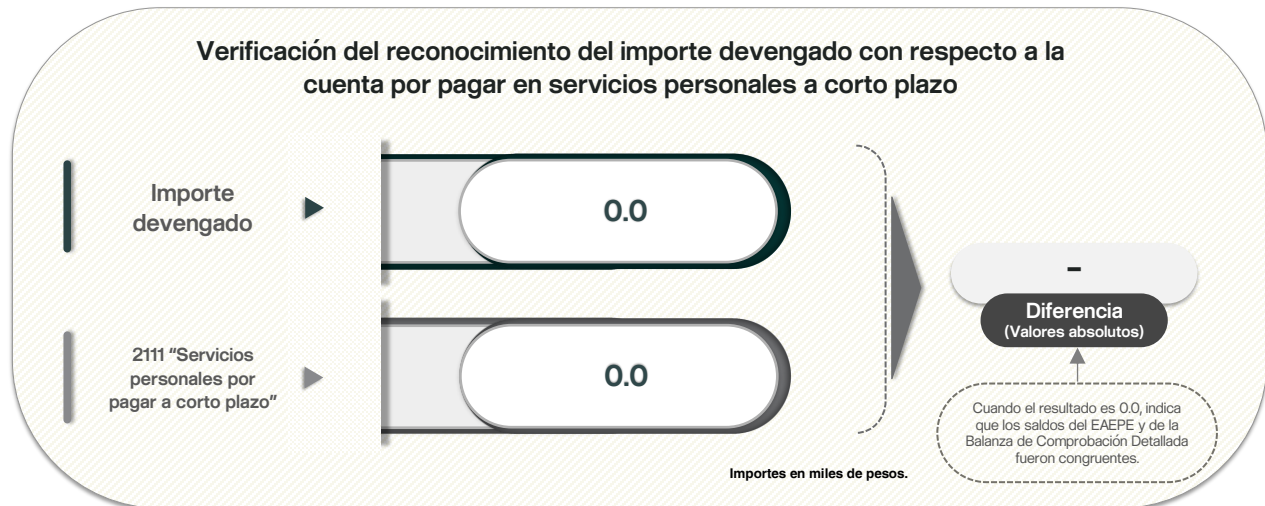 Verificación del reconocimiento del importe devengado con respecto a la
cuenta por pagar en servicios personales a corto plazo
Importe
devengado
0.0
2111 "Servicios
personales por
pagar a corto plazo"
0.0
-
Diferencia
(Valores absolutos)
Cuando el resultado es 0.0, indica
que los saldos del EAEPE y de la
Balanza de Comprobación Detallada
fueron congruentes.
Importes en miles de pesos.